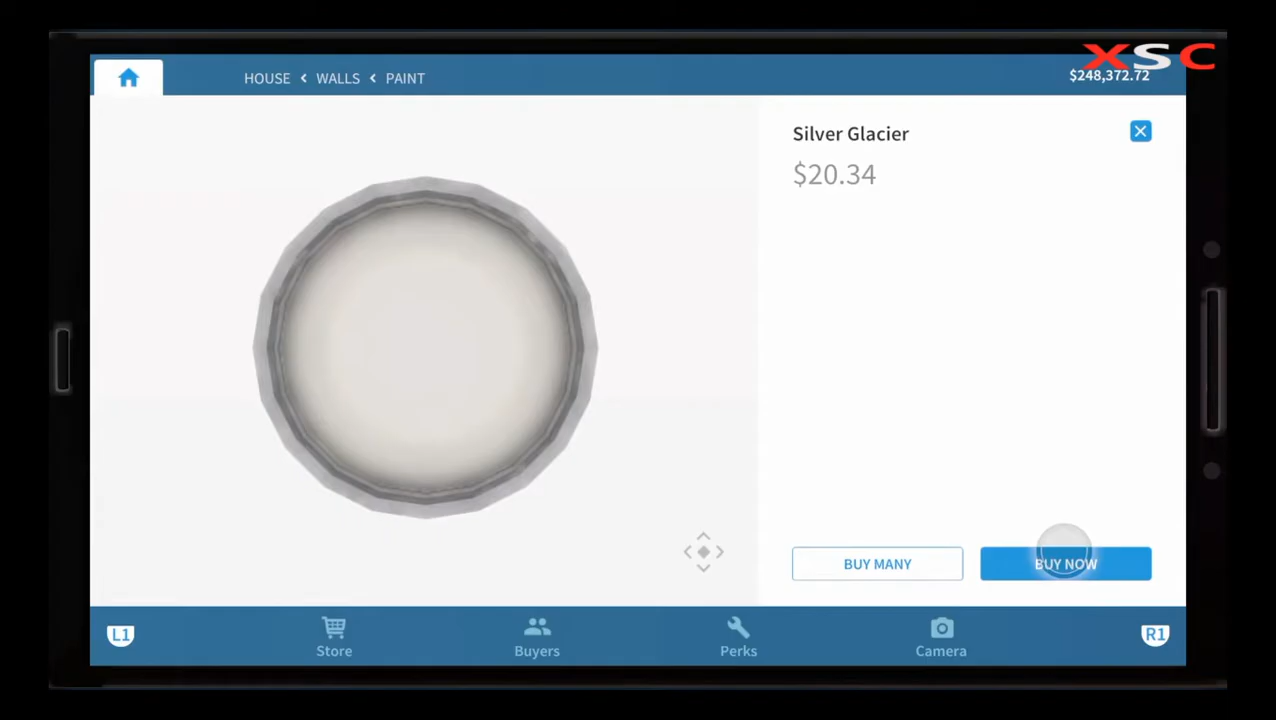 XSC
HOUSE < WALLS < PAINT
$248,372.72
Silver Glacier
$20.34
BUY MANY
BUY NOW
L1
Store
Buyers
Perks
Camera
R1